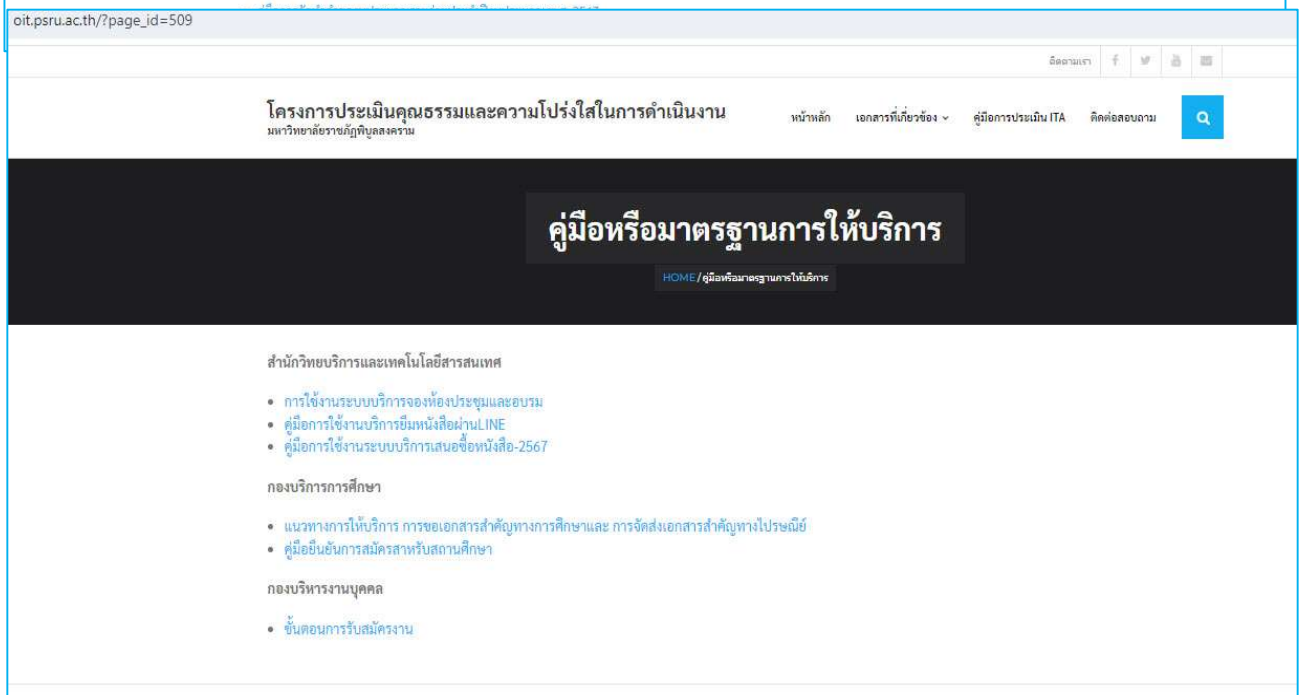 oit.psru.ac.th/?page_id=509
ติดตามเรา
โครงการประเมินคุณธรรมและความโปร่งใสในการดำเนินงาน
มหาวิทยาลัยราชภัฏพิบูลสงคราม
หน้าหลัก เอกสารที่เกี่ยวข้อง คู่มือการประเมิน ITA ติดต่อสอบถาม
คู่มือหรือมาตรฐานการให้บริการ
HOME / คู่มือหรือมาตรฐานการให้บริการ
สำนักวิทยบริการและเทคโนโลยีสารสนเทศ
การใช้งานระบบบริการจองห้องประชุมและอบรม
คู่มือการใช้งานบริการยืมหนังสือผ่านLINE
คู่มือการใช้งานระบบบริการเสนอซื้อหนังสือ-2567
กองบริการการศึกษา
แนวทางการให้บริการ การขอเอกสารสำคัญทางการศึกษาและ การจัดส่งเอกสารสำคัญทางไปรษณีย์
คู่มือยืนยันการสมัครสาหรับสถานศึกษา
กองบริหารงานบุคคล
ขั้นตอนการรับสมัครงาน